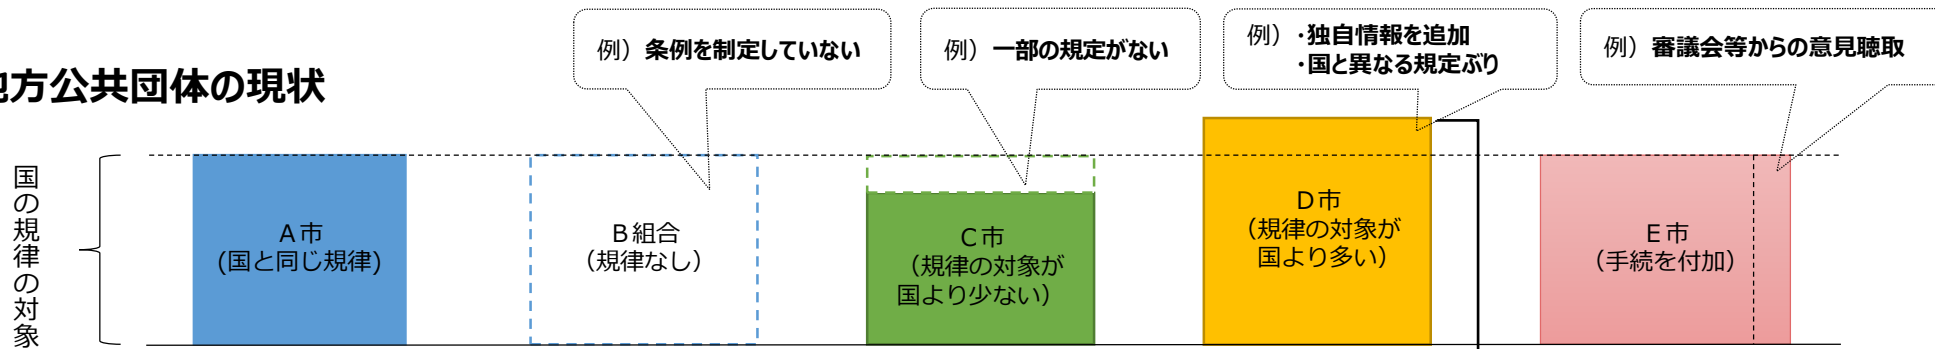 例）条例を制定していない
例）一部の規定がない
例）・独自情報を追加
・国と異なる規定ぶり
例）審議会等からの意見聴取
地方公共団体の現状
国の規律の対象
Ａ市
(国と同じ規律)
Ｂ組合
（規律なし）
Ｃ市
（規律の対象が
国より少ない）
Ｄ市
（規律の対象が
国より多い）
Ｅ市
（手続を付加）